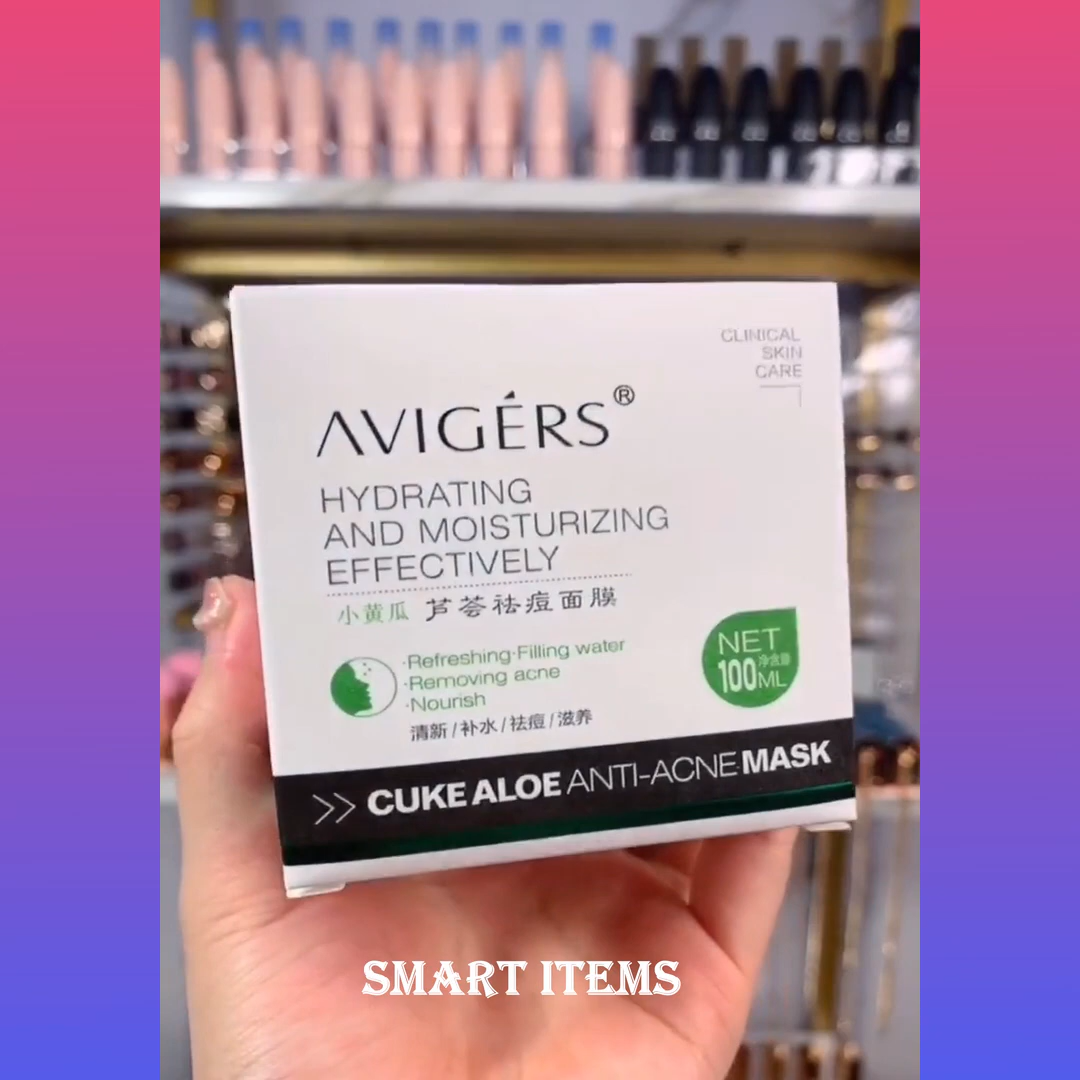 CLINICAL
SKIN
CARE
AVIGÉRS®
HYDRATING
AND MOISTURIZING
EFFECTIVELY
小黄瓜 芦荟祛痘面膜
·Refreshing·Filling water
·Removing acne
·Nourish
清新/补水/祛痘/滋养
NET
净含量
100ML
>> CUKE ALOE ANTI-ACNE MASK
SMART ITEMS